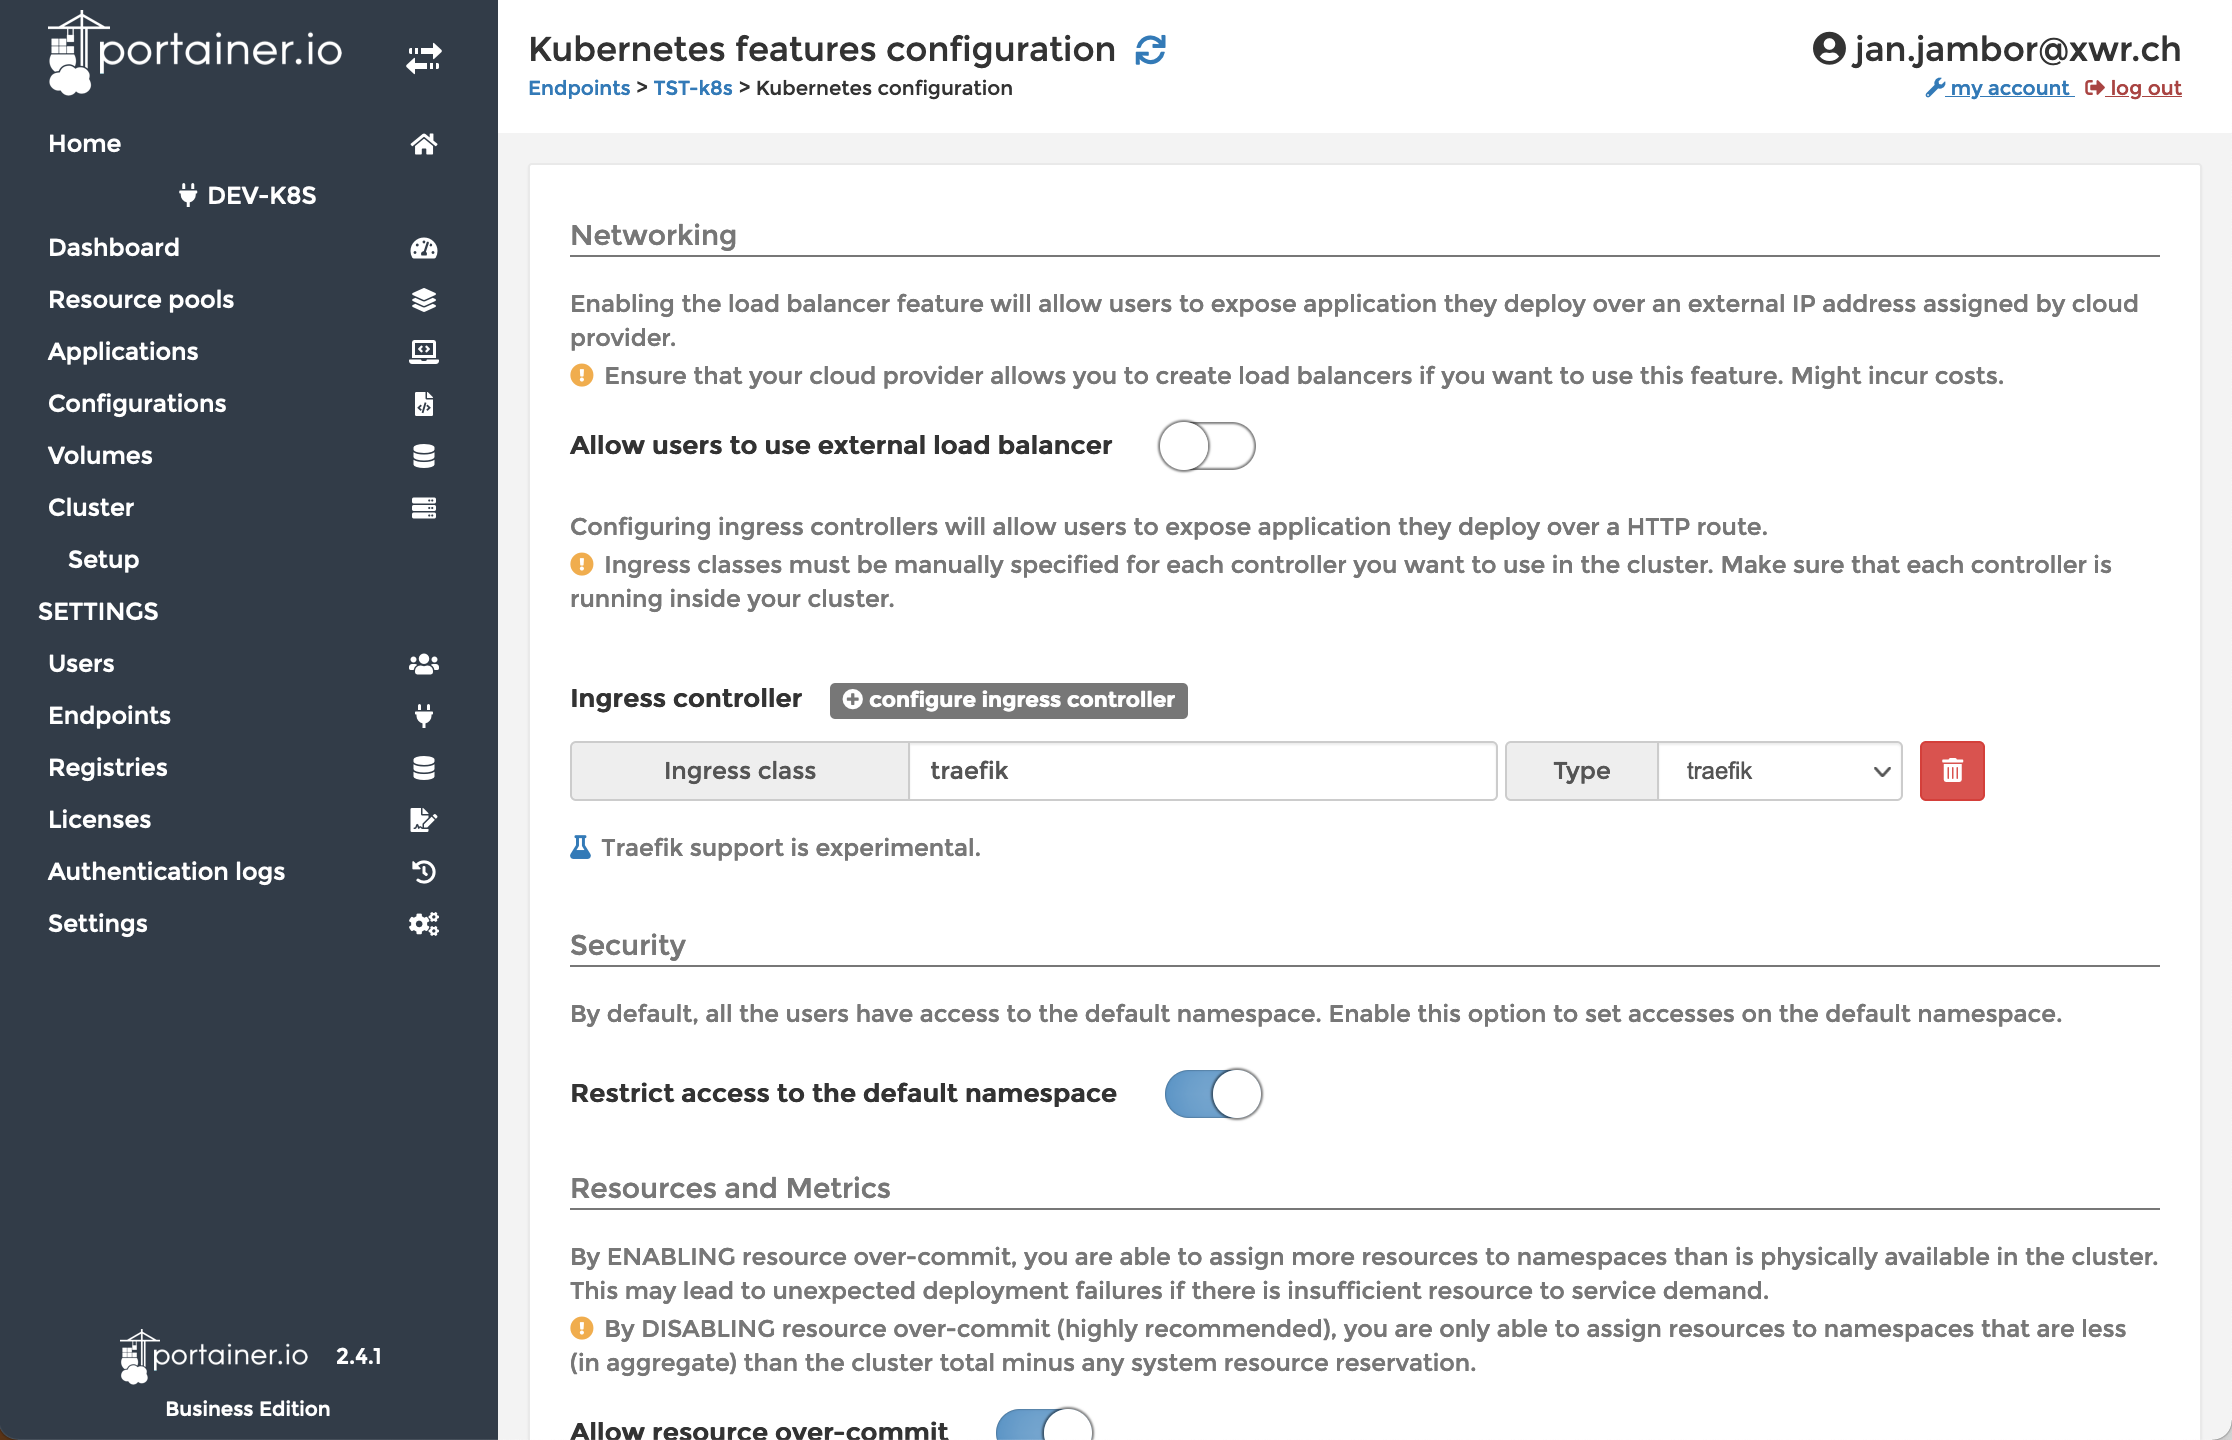 portainer.io
Home
DEV-K8S
Dashboard
Resource pools
Applications
Configurations
Volumes
Cluster
Setup
SETTINGS
Users
Endpoints
Registries
Licenses
Authentication logs
Settings
portainer.io 2.4.1
Business Edition
Kubernetes features configuration
Endpoints > TST-k8s > Kubernetes configuration
jan.jambor@xwr.ch
my account log out
Networking
Enabling the load balancer feature will allow users to expose application they deploy over an external IP address assigned by cloud
provider.
Ensure that your cloud provider allows you to create load balancers if you want to use this feature. Might incur costs.
Allow users to use external load balancer
Configuring ingress controllers will allow users to expose application they deploy over a HTTP route.
Ingress classes must be manually specified for each controller you want to use in the cluster. Make sure that each controller is
running inside your cluster.
Ingress controller configure ingress controller
Ingress class traefik Type traefik
Traefik support is experimental.
Security
By default, all the users have access to the default namespace. Enable this option to set accesses on the default namespace.
Restrict access to the default namespace
Resources and Metrics
By ENABLING resource over-commit, you are able to assign more resources to namespaces than is physically available in the cluster.
This may lead to unexpected deployment failures if there is insufficient resource to service demand.
By DISABLING resource over-commit (highly recommended), you are only able to assign resources to namespaces that are less
(in aggregate) than the cluster total minus any system resource reservation.
Allow resource over-commit